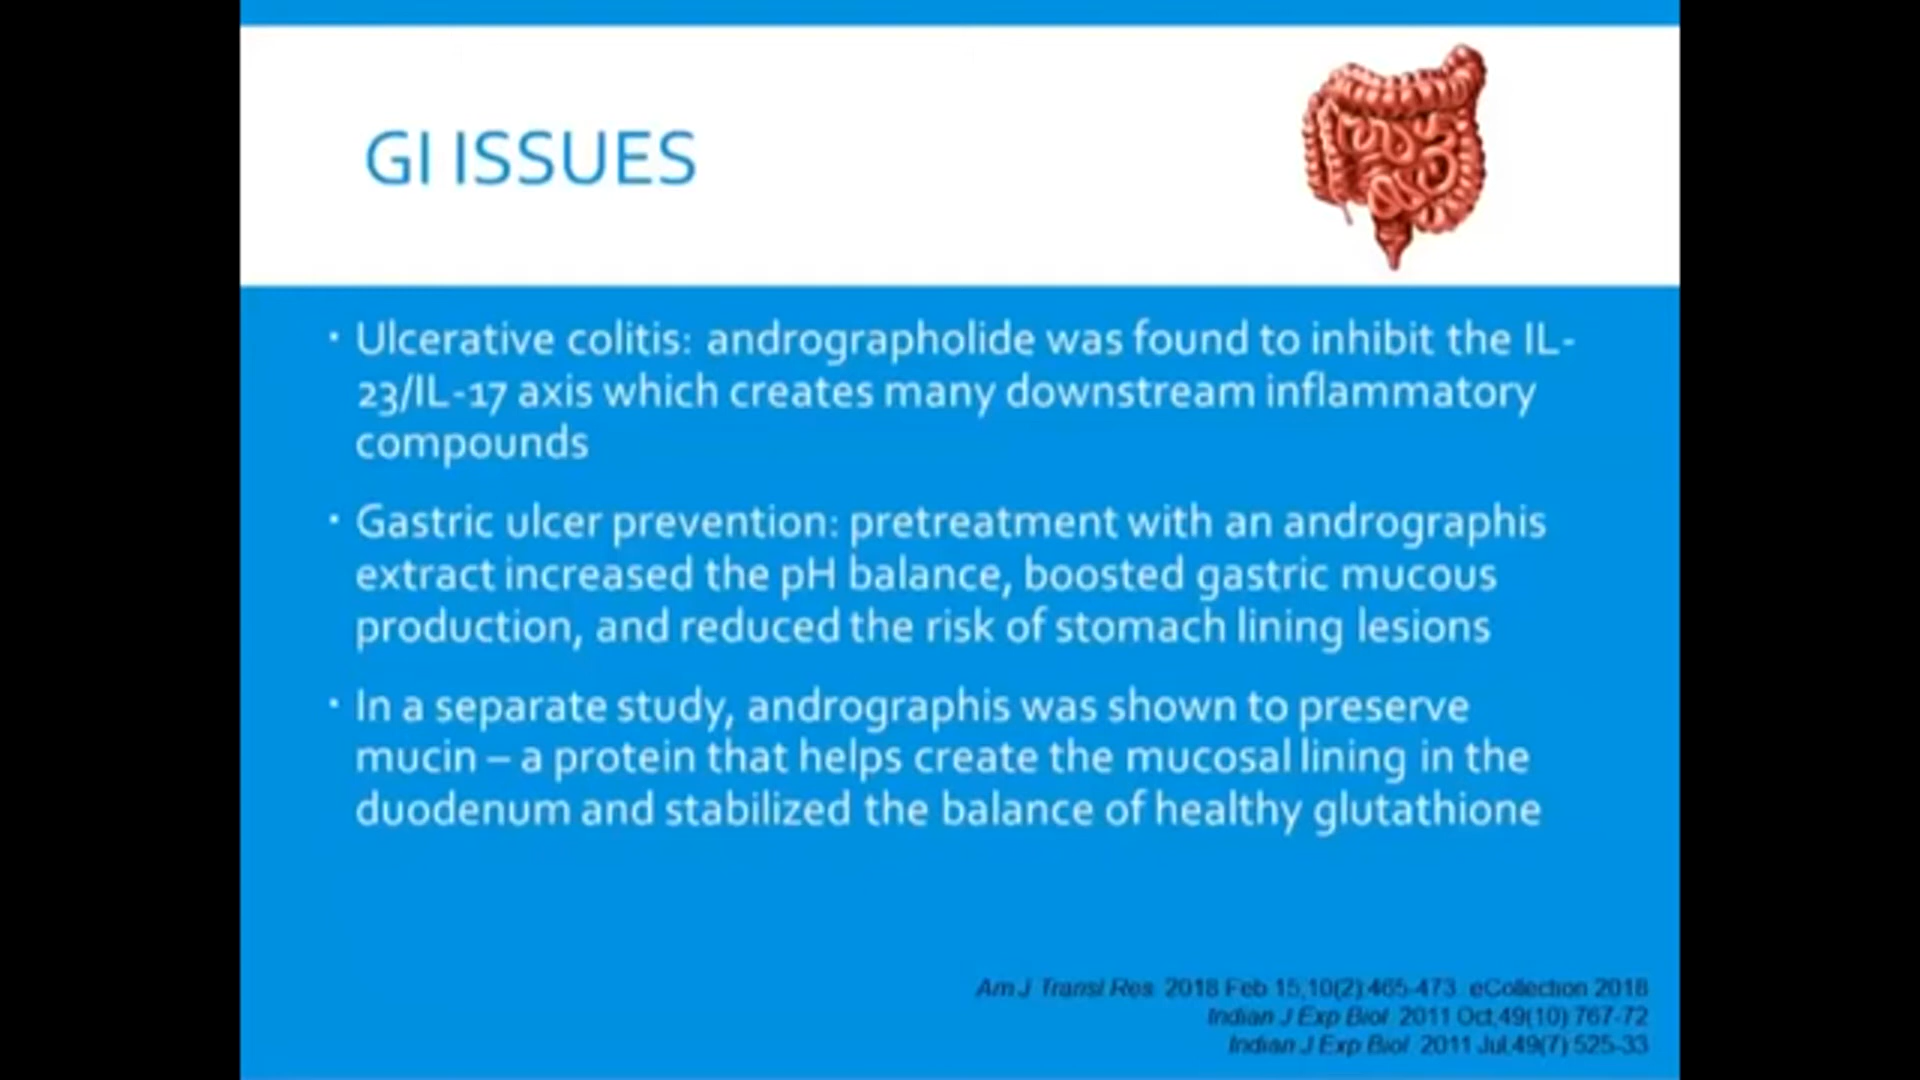 GI ISSUES
· Ulcerative colitis: andrographolide was found to inhibit the IL-
23/IL-17 axis which creates many downstream inflammatory
compounds
· Gastric ulcer prevention: pretreatment with an andrographis
extract increased the pH balance, boosted gastric mucous
production, and reduced the risk of stomach lining lesions
· In a separate study, andrographis was shown to preserve
mucin – a protein that helps create the mucosal lining in the
duodenum and stabilized the balance of healthy glutathione
Am J Transl Res. 2018 Feb 15;10(2):465-473. eCollection 2018
Indian J Exp Biol. 2011 Oct;49(10):767-72
Indian J Exp Biol. 2011 Jul;49(7):525-33